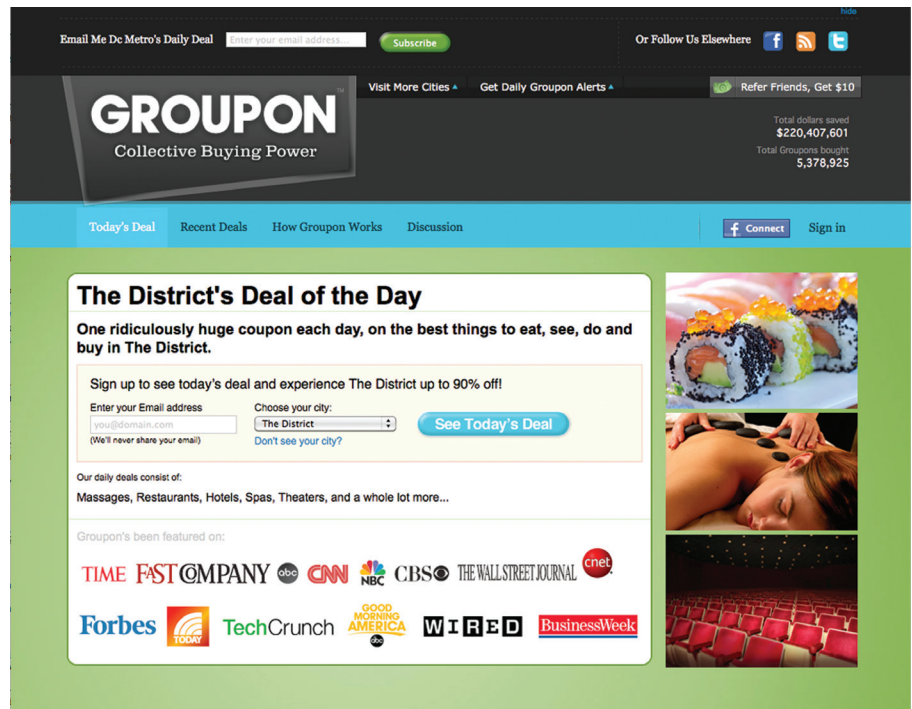 hide
Email Me Dc Metro's Daily Deal Enter your email address... Subscribe Or Follow Us Elsewhere
Visit More Cities Get Daily Groupon Alerts Refer Friends, Get $10
GROUPON™
Collective Buying Power
Total dollars saved
$220,407,601
Total Groupons bought
5,378,925
Today's Deal Recent Deals How Groupon Works Discussion Connect Sign in
The District's Deal of the Day
One ridiculously huge coupon each day, on the best things to eat, see, do and
buy in The District.
Sign up to see today's deal and experience The District up to 90% off!
Enter your Email address Choose your city:
you@domain.com The District See Today's Deal
(We'll never share your email) Don't see your city?
Our daily deals consist of:
Massages, Restaurants, Hotels, Spas, Theaters, and a whole lot more...
Groupon's been featured on:
TIME FAST COMPANY abc CNN NBC CBS THE WALL STREET JOURNAL cnet
Forbes TODAY TechCrunch GOOD MORNING AMERICA abc WIRED BusinessWeek